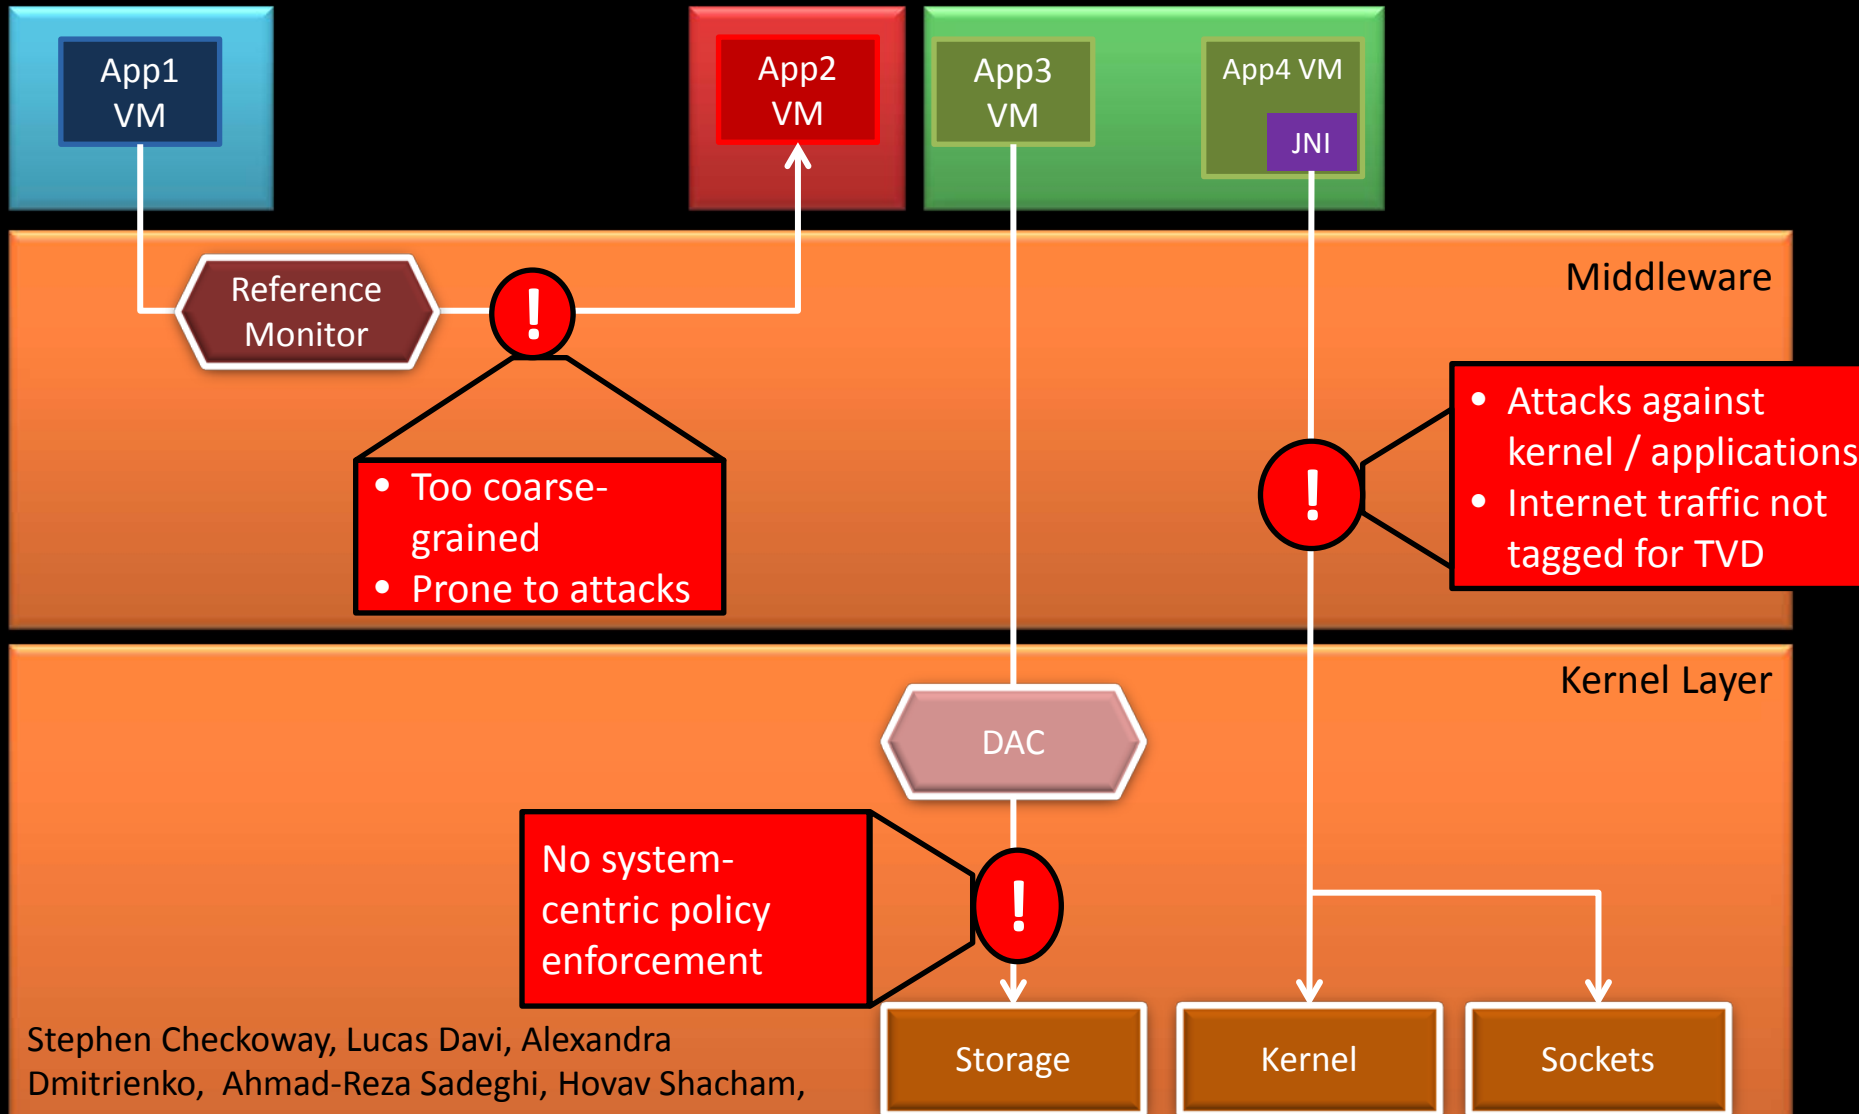 App1
VM
App2
VM
App3
VM
App4 VM
JNI
Middleware
Reference
Monitor
!
• Too coarse-
grained
• Prone to attacks
!
• Attacks against
kernel / applications
• Internet traffic not
tagged for TVD
Kernel Layer
DAC
No system-
centric policy
enforcement
!
Storage
Kernel
Sockets
Stephen Checkoway, Lucas Davi, Alexandra
Dmitrienko, Ahmad-Reza Sadeghi, Hovav Shacham,